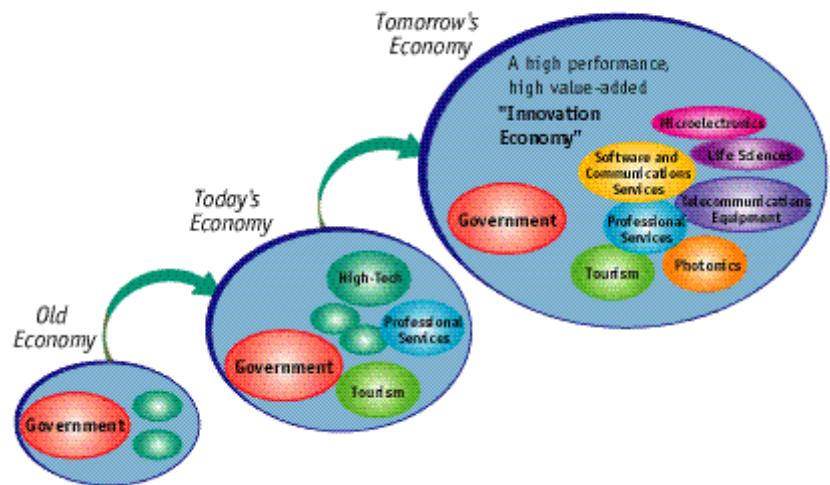 Tomorrow's
Economy
A high performance,
high value-added
"Innovation
Economy"
Microelectronics
Life Sciences
Software and
Communications
Services
Telecommunications
Equipment
Government
Professional
Services
Tourism
Photonics
Today's
Economy
High-Tech
Professional
Services
Government
Tourism
Old
Economy
Government